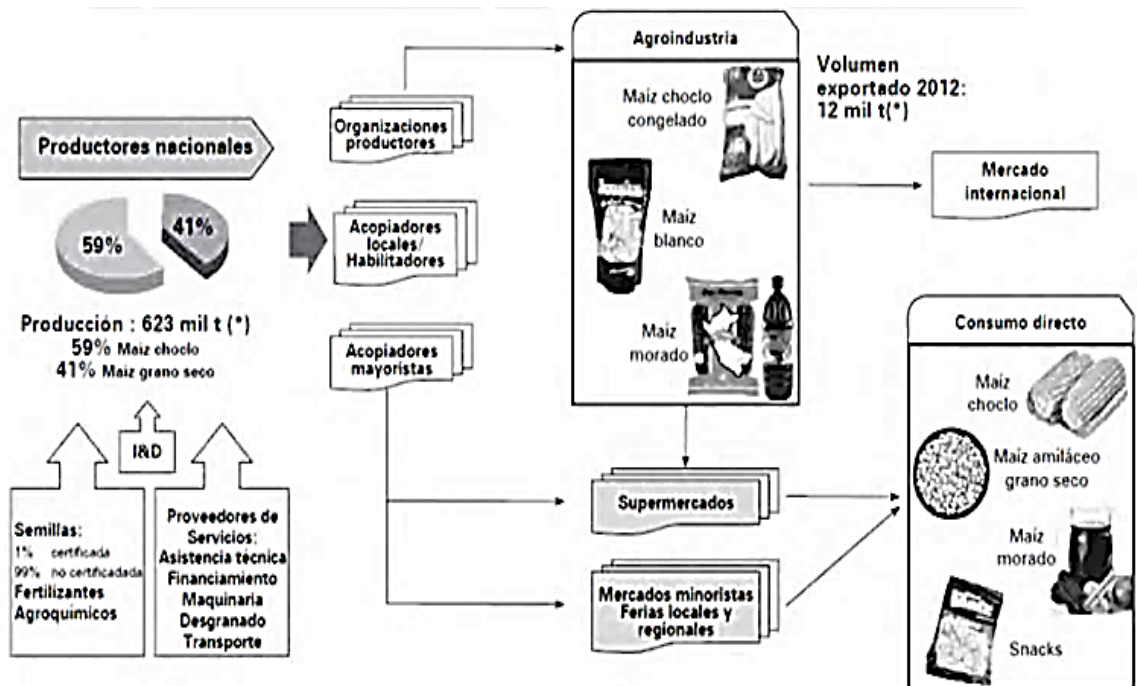 Productores nacionales
59%
41%
Producción : 623 mil t (*)
59% Maiz choclo
41% Maiz grano seco
I&D
Semillas:
1% certificada
99% no certificadada
Fertilizantes
Agroquímicos
Proveedores de
Servicios:
Asistencia técnica
Financiamiento
Maquinaria
Desgranado
Transporte
Organizaciones
productores
Acopiadores
locales/
Habilitadores
Acopiadores
mayoristas
Agroindustria
Maíz choclo
congelado
Maíz
blanco
Maíz
morado
Volumen
exportado 2012:
12 mil t(*)
Mercado
internacional
Supermercados
Mercados minoristas
Ferias locales y
regionales
Consumo directo
Maíz
choclo
Maíz amiláceo
grano seco
Maíz
morado
Snacks